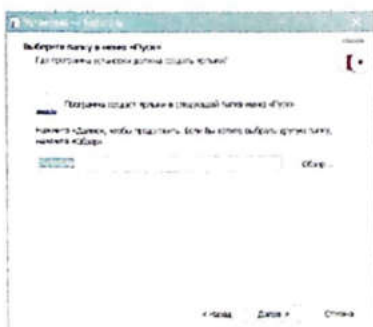 Установка —
Выберите папку в меню «Пуск»
Где программа установки должна создать ярлыки?
Программа создаст ярлыки в следующей папке меню «Пуск».
Нажмите «Далее», чтобы продолжить. Если Вы хотите выбрать другую папку,
нажмите «Обзор».
Обзор...
< Назад Далее > Отмена